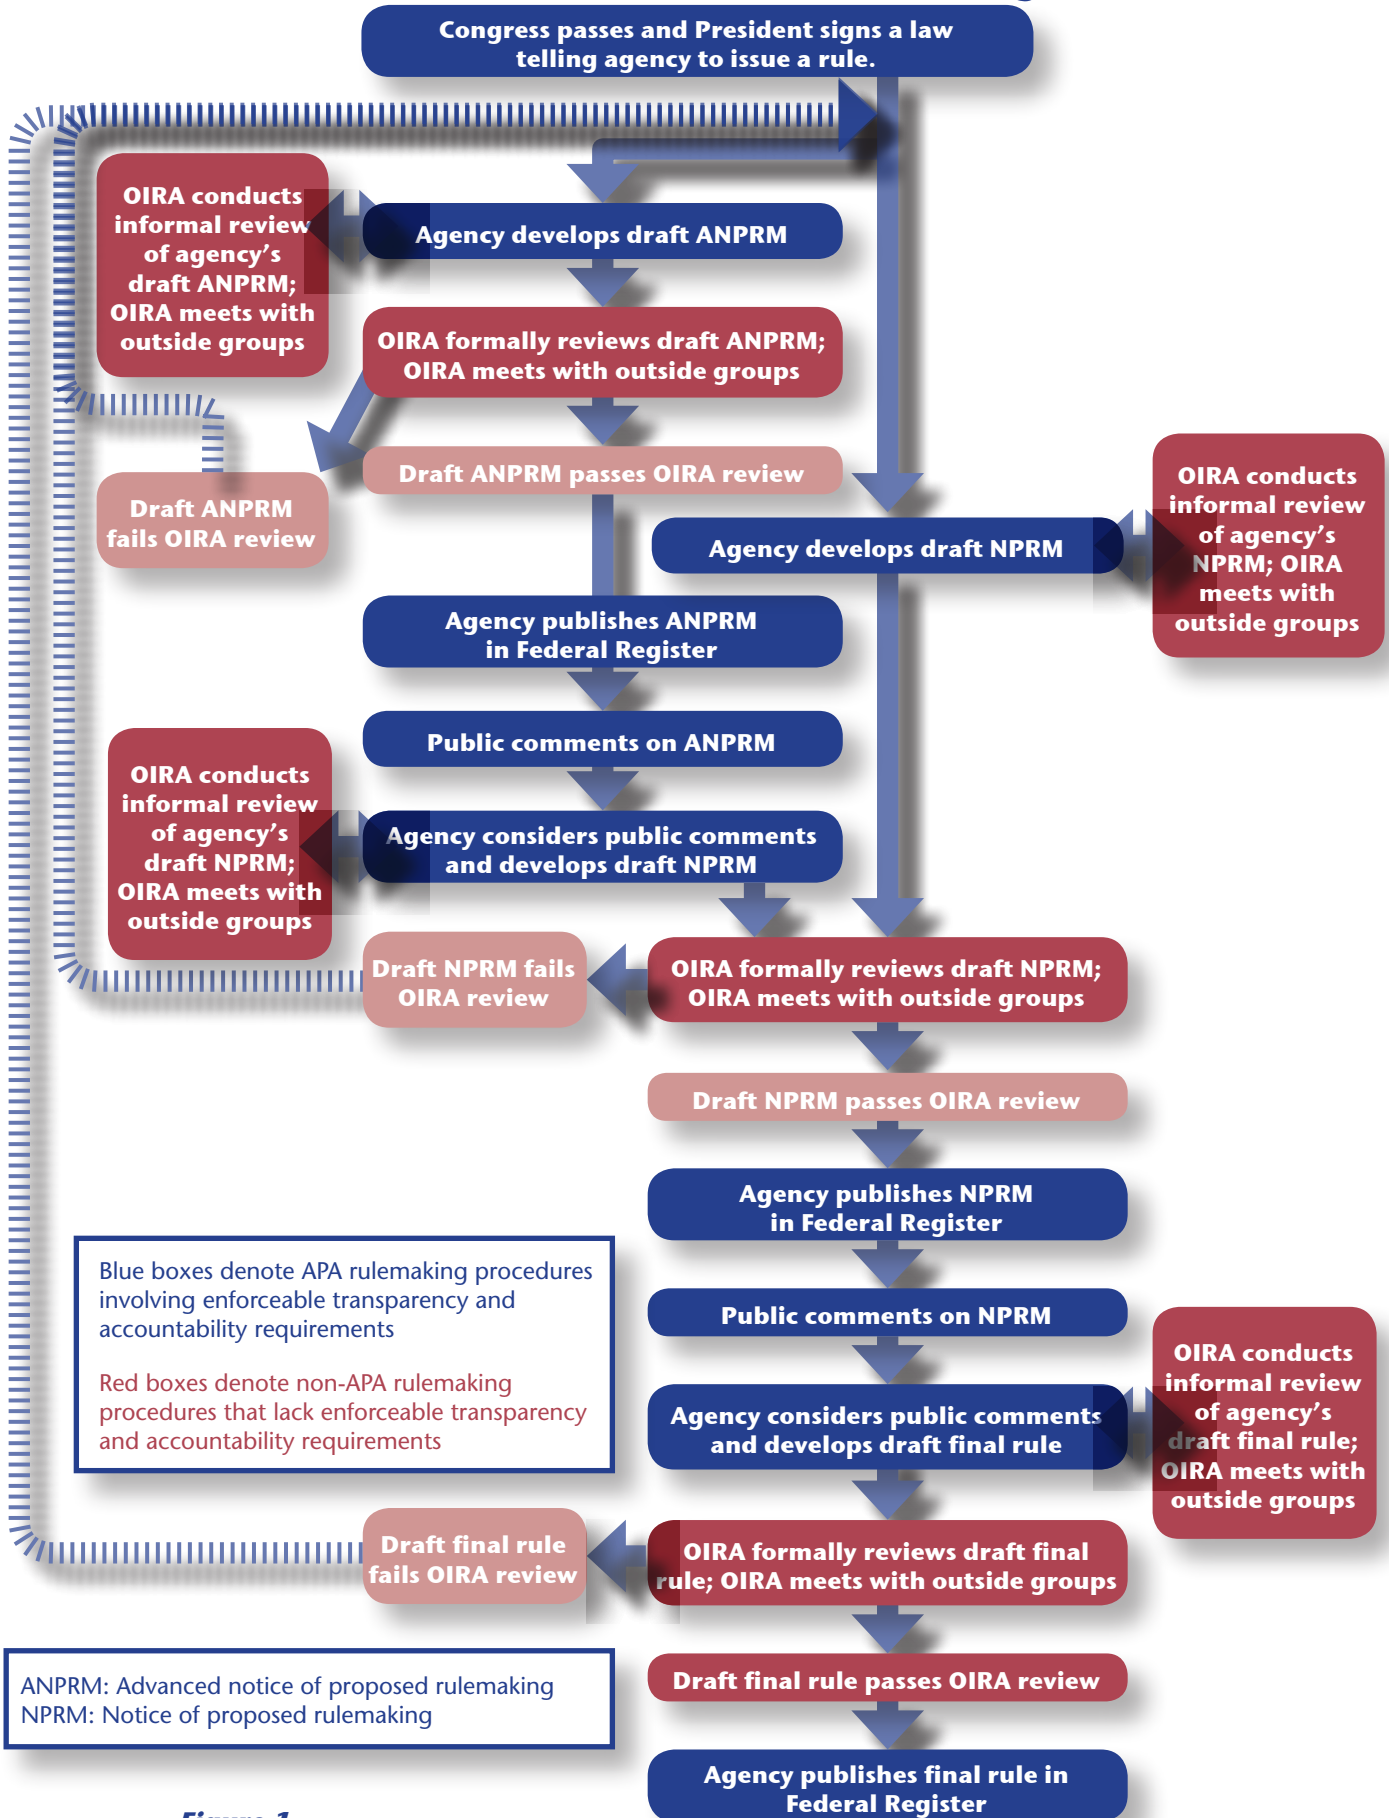 Congress passes and President signs a law
telling agency to issue a rule.
OIRA conducts
informal review
of agency's
draft ANPRM;
OIRA meets with
outside groups
Agency develops draft ANPRM
OIRA formally reviews draft ANPRM;
OIRA meets with outside groups
Draft ANPRM passes OIRA review
Draft ANPRM
fails OIRA review
Agency develops draft NPRM
OIRA conducts
informal review
of agency's
NPRM; OIRA
meets with
outside groups
Agency publishes ANPRM
in Federal Register
Public comments on ANPRM
OIRA conducts
informal review
of agency's
draft NPRM;
OIRA meets with
outside groups
Agency considers public comments
and develops draft NPRM
Draft NPRM fails
OIRA review
OIRA formally reviews draft NPRM;
OIRA meets with outside groups
Draft NPRM passes OIRA review
Agency publishes NPRM
in Federal Register
Blue boxes denote APA rulemaking procedures
involving enforceable transparency and
accountability requirements
Red boxes denote non-APA rulemaking
procedures that lack enforceable transparency
and accountability requirements
Public comments on NPRM
Agency considers public comments
and develops draft final rule
OIRA conducts
informal review
of agency's
draft final rule;
OIRA meets with
outside groups
Draft final rule
fails OIRA review
OIRA formally reviews draft final
rule; OIRA meets with outside groups
Draft final rule passes OIRA review
ANPRM: Advanced notice of proposed rulemaking
NPRM: Notice of proposed rulemaking
Agency publishes final rule in
Federal Register
Figure 1